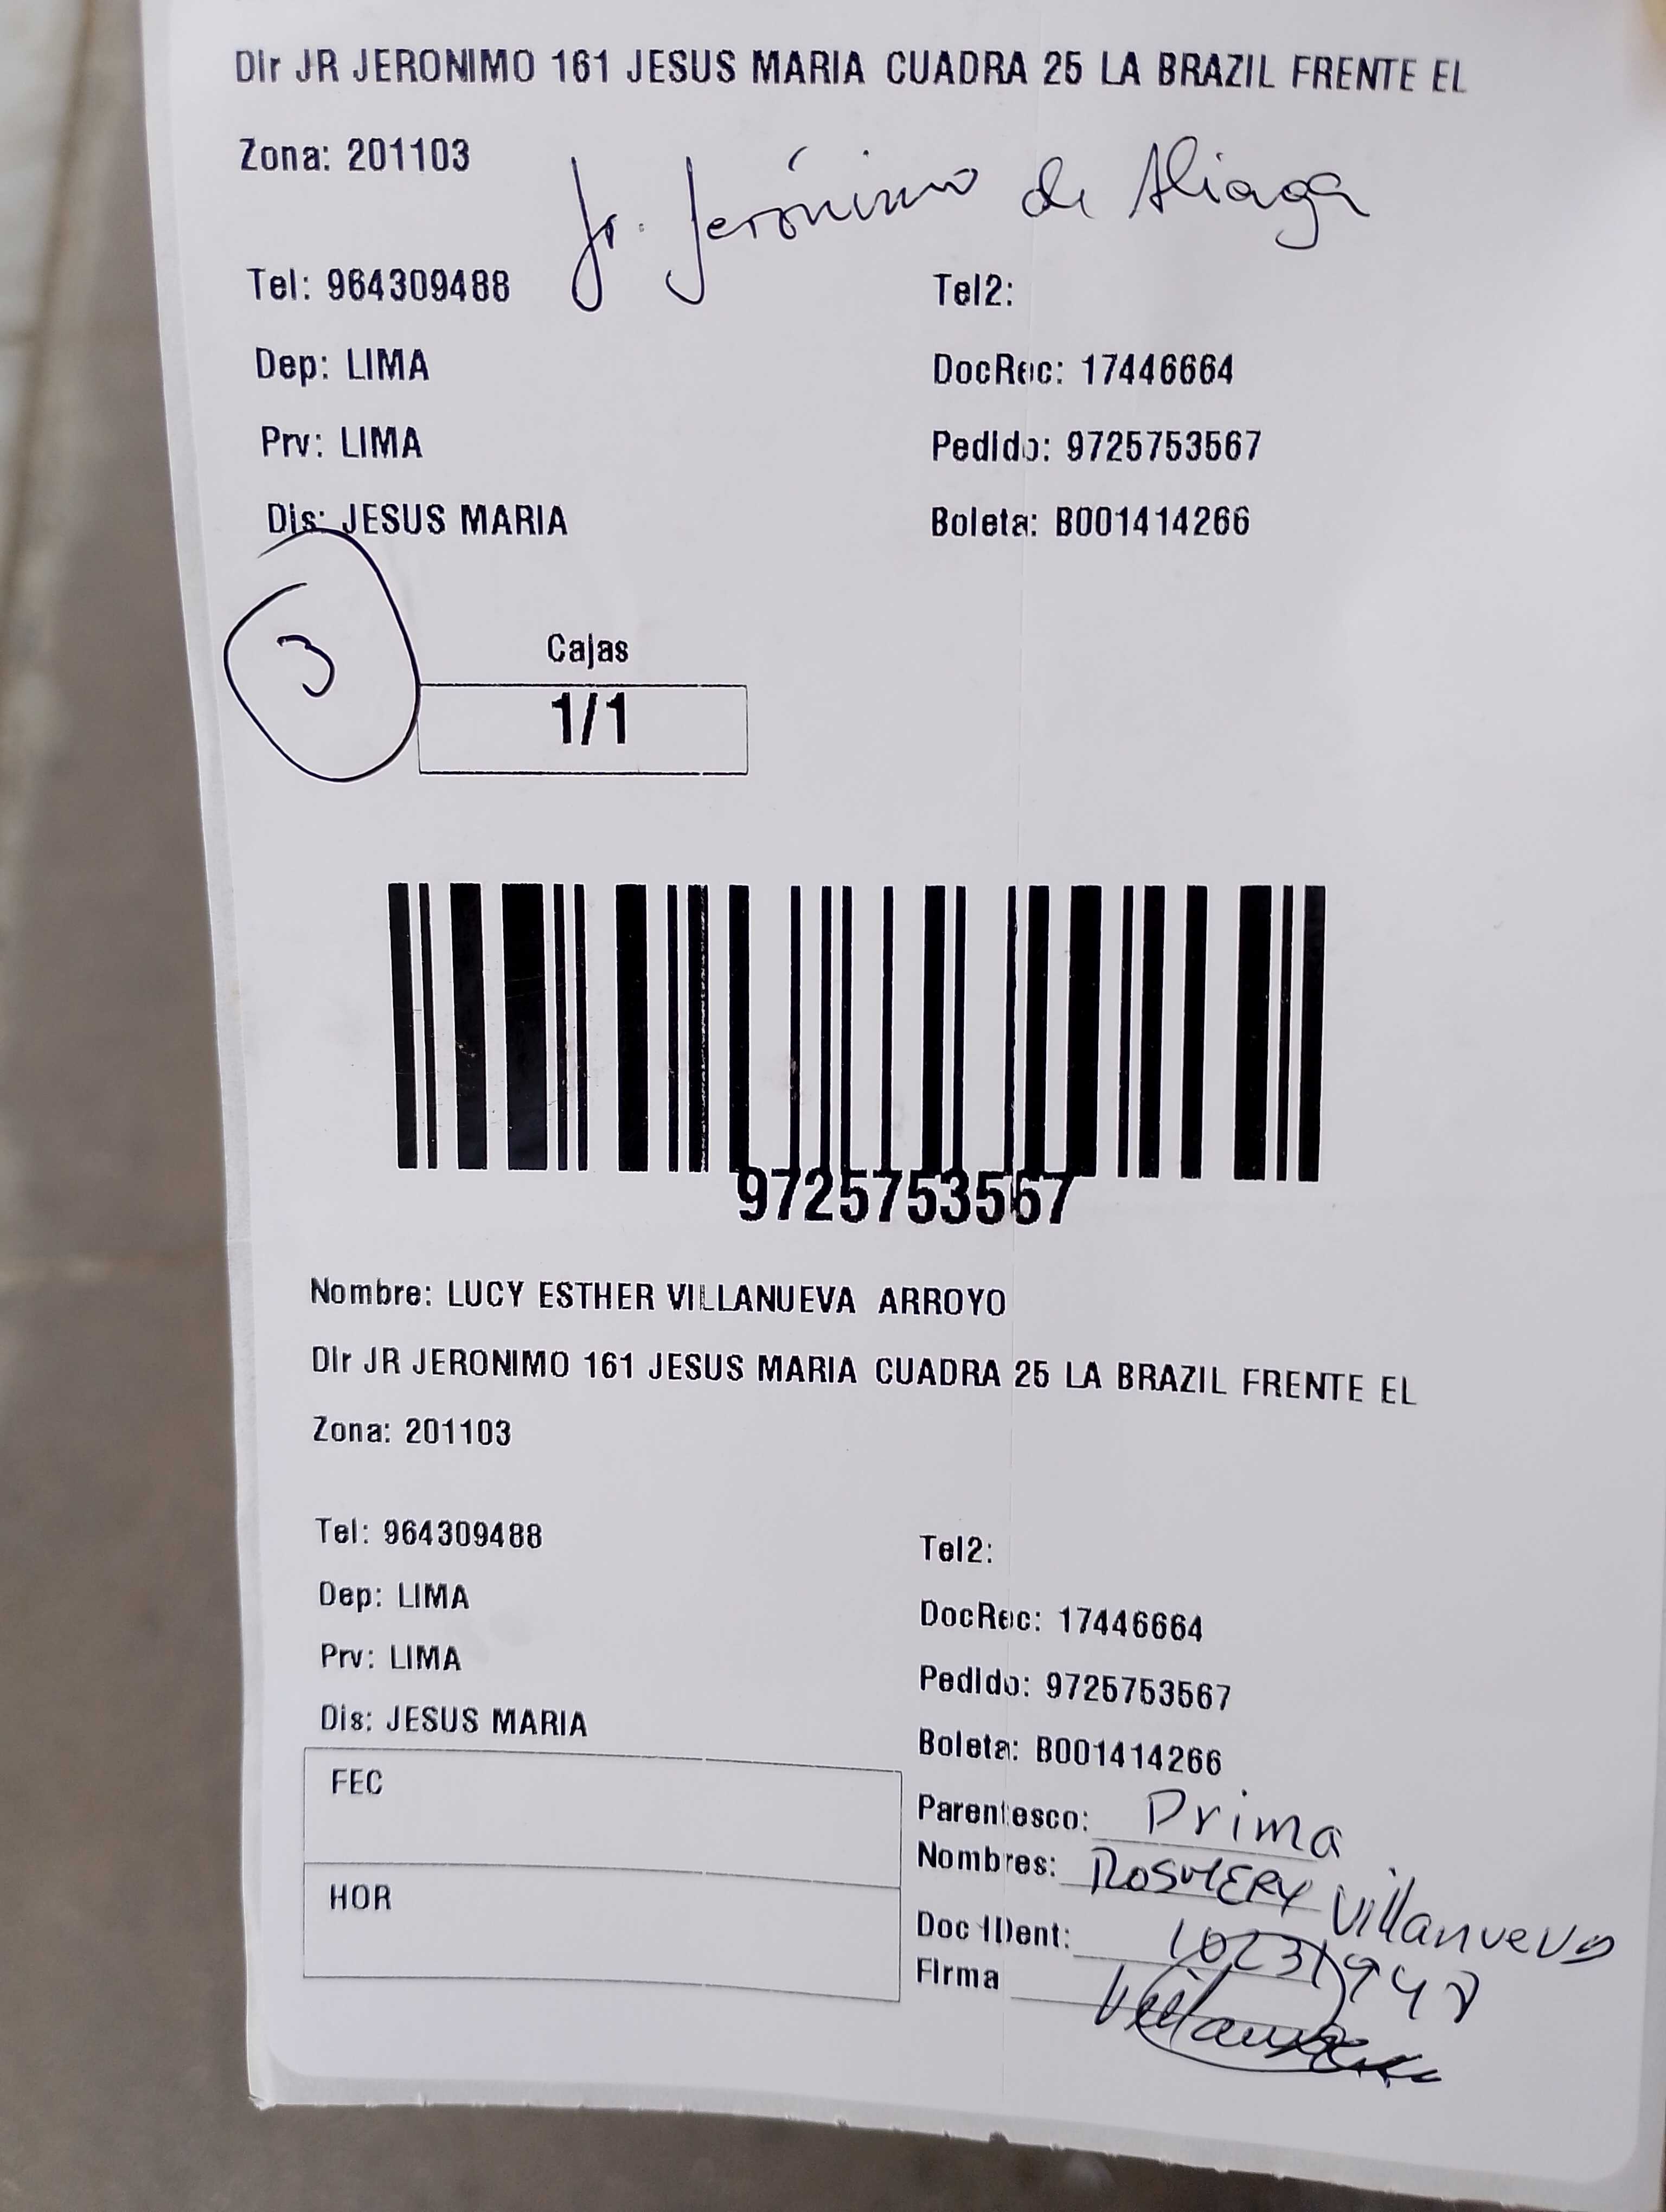 Dir JR JERONIMO 161 JESUS MARIA CUADRA 25 LA BRAZIL FRENTE EL
Zona: 201103
Jr. Jerónimo de Aliaga
Tel: 964309488 Tel2:
Dep: LIMA DocRec: 17446664
Prv: LIMA Pedido: 9725753567
Dis: JESUS MARIA Boleta: B001414266
3
Cajas
1/1
9725753567
Nombre: LUCY ESTHER VILLANUEVA ARROYO
Dir JR JERONIMO 161 JESUS MARIA CUADRA 25 LA BRAZIL FRENTE EL
Zona: 201103
Tel: 964309488 Tel2:
Dep: LIMA DocRec: 17446664
Prv: LIMA Pedido: 9725753567
Dis: JESUS MARIA Boleta: B001414266
FEC
HOR
Parentesco: Prima
Nombres: ROSMERY Villanueva
Doc IDent:
Firma